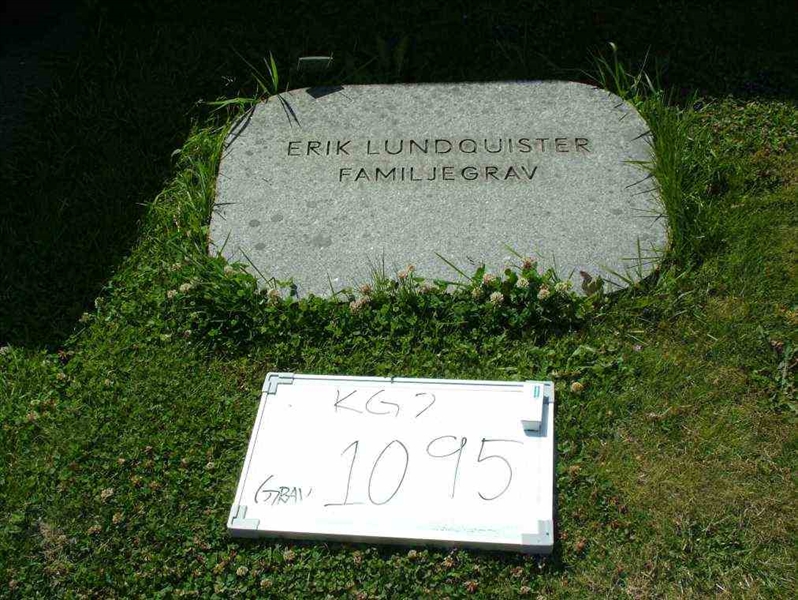 ERIK LUNDQUISTER
FAMILJEGRAV
KG7
GRAV 1095